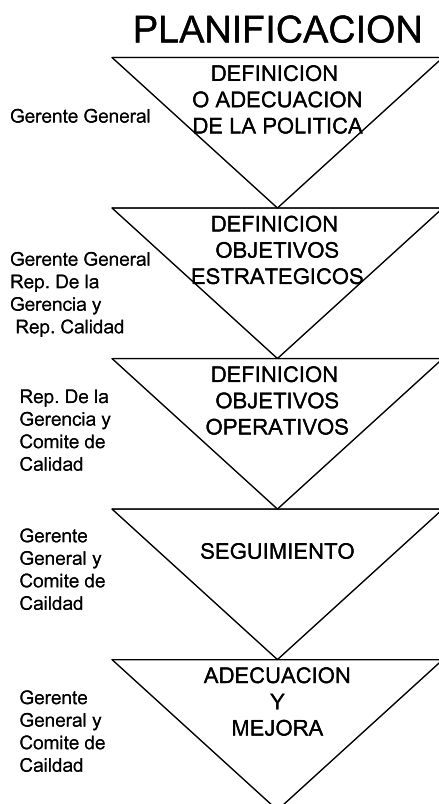 PLANIFICACION
DEFINICION
O ADECUACION
DE LA POLITICA
Gerente General
DEFINICION
OBJETIVOS
ESTRATEGICOS
Gerente General
Rep. De la
Gerencia y
Rep. Calidad
DEFINICION
OBJETIVOS
OPERATIVOS
Rep. De la
Gerencia y
Comite de
Calidad
SEGUIMIENTO
Gerente
General y
Comite de
Caildad
ADECUACION
Y
MEJORA
Gerente
General y
Comite de
Caildad